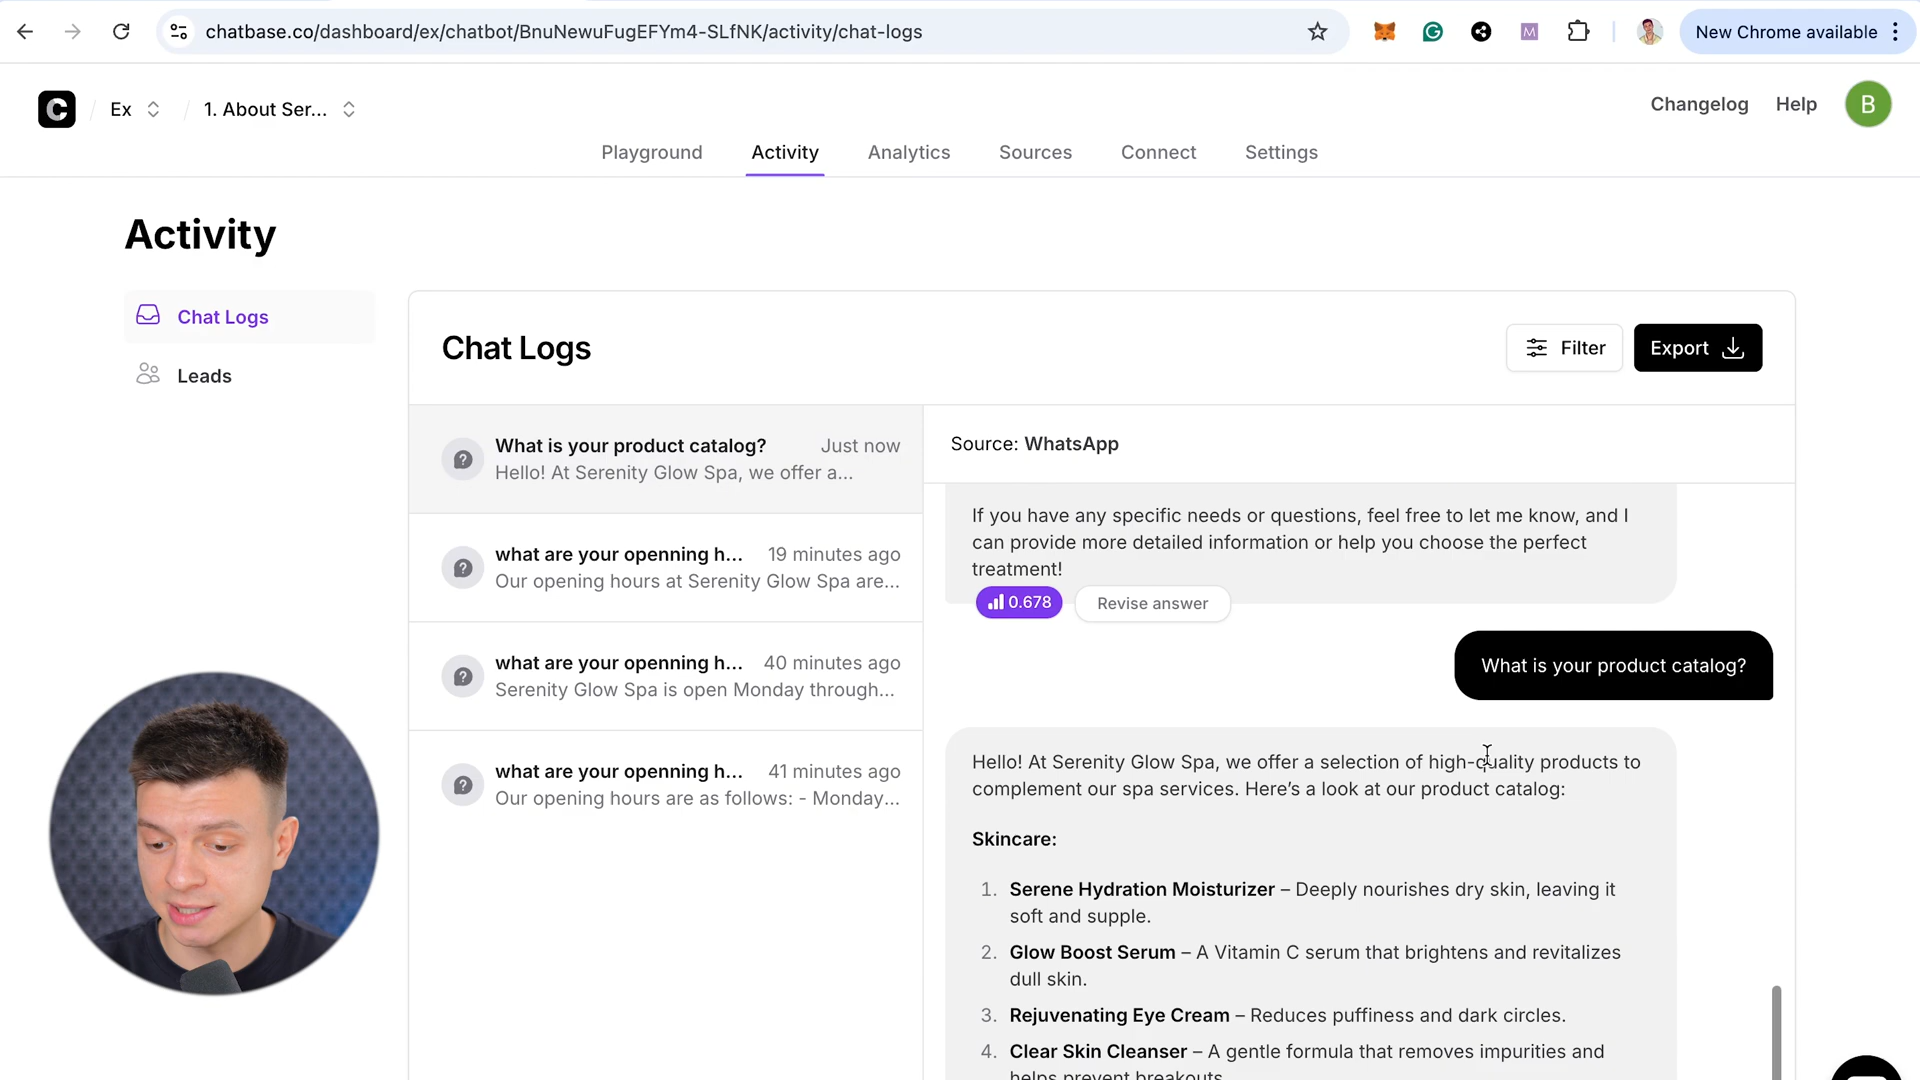 chatbase.co/dashboard/ex/chatbot/BnuNewuFugEFYm4-SLfNK/activity/chat-logs
New Chrome available
M
C
Ex
1. About Ser...
Changelog
Help
B
Playground
Activity
Analytics
Sources
Connect
Settings
Activity
Chat Logs
Leads
Chat Logs
Filter
Export
What is your product catalog?
Just now
Hello! At Serenity Glow Spa, we offer a...
what are your openning h...
19 minutes ago
Our opening hours at Serenity Glow Spa are...
what are your openning h...
40 minutes ago
Serenity Glow Spa is open Monday through...
what are your openning h...
41 minutes ago
Our opening hours are as follows: - Monday...
Source: WhatsApp
If you have any specific needs or questions, feel free to let me know, and I
can provide more detailed information or help you choose the perfect
treatment!
0.678
Revise answer
What is your product catalog?
Hello! At Serenity Glow Spa, we offer a selection of high-quality products to
complement our spa services. Here's a look at our product catalog:
Skincare:
1. Serene Hydration Moisturizer – Deeply nourishes dry skin, leaving it
soft and supple.
2. Glow Boost Serum – A Vitamin C serum that brightens and revitalizes
dull skin.
3. Rejuvenating Eye Cream – Reduces puffiness and dark circles.
4. Clear Skin Cleanser – A gentle formula that removes impurities and
helps prevent breakouts.